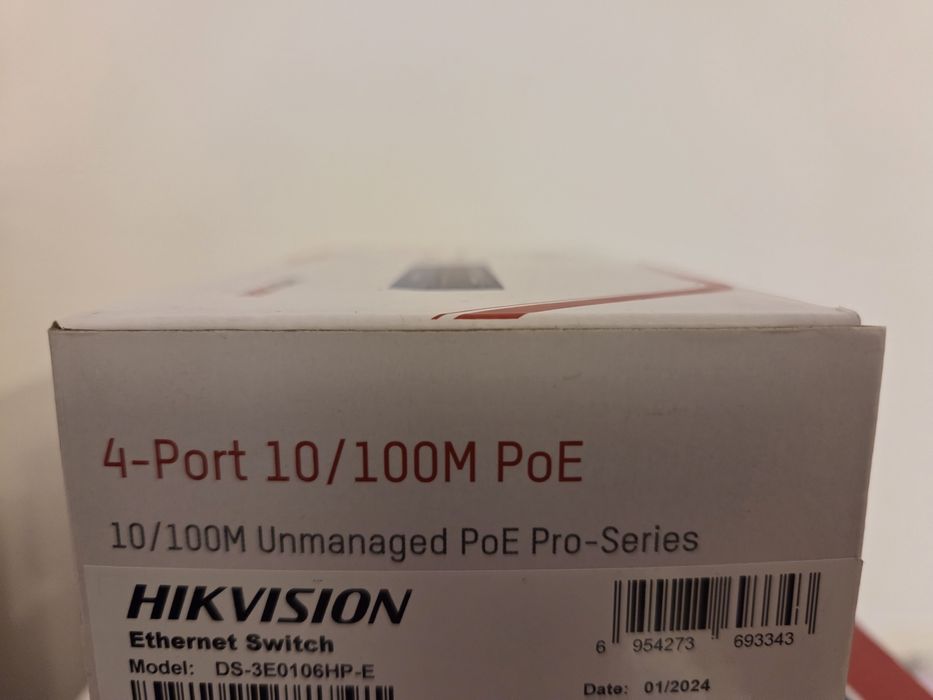 4-Port 10/100M PoE
10/100M Unmanaged PoE Pro-Series
HIKVISION
Ethernet Switch
Model: DS-3E0106HP-E
6 954273 693343
Date: 01/2024